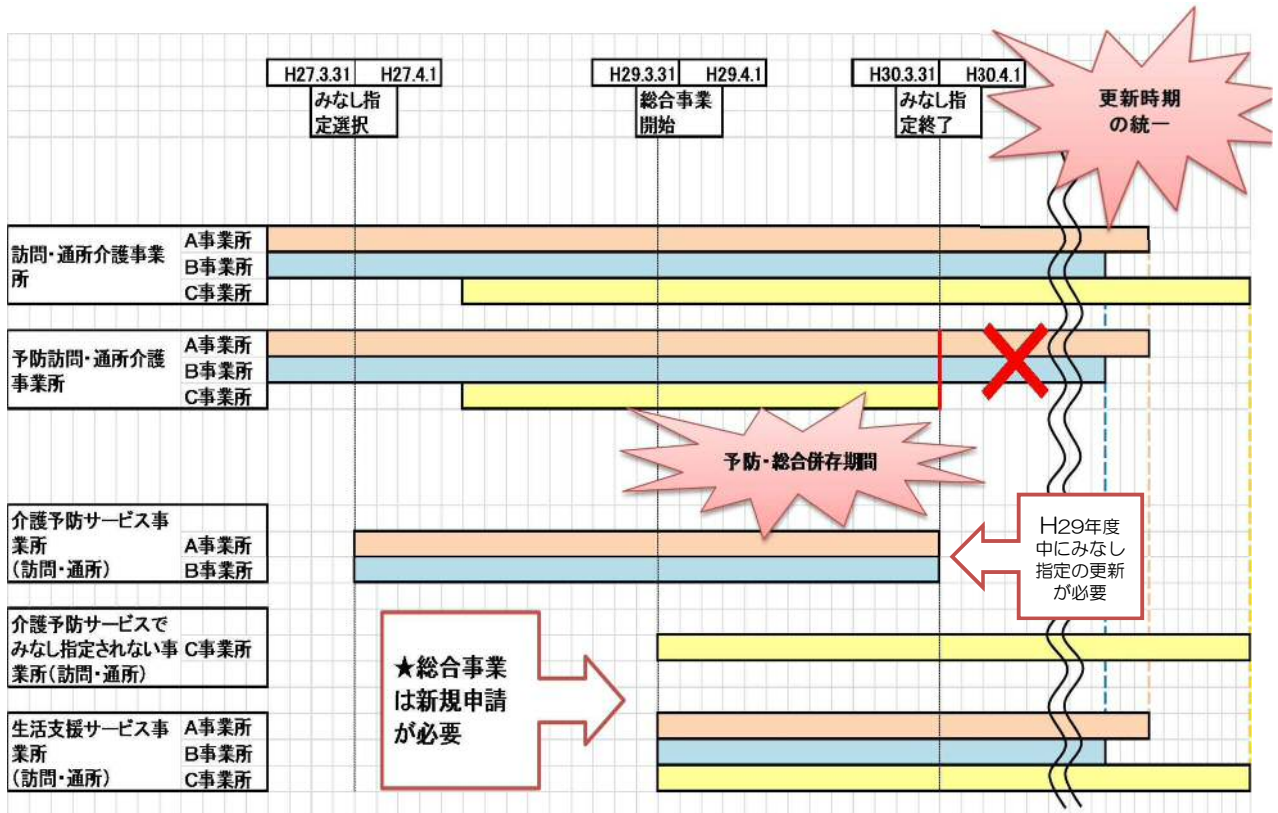 H27.3.31 H27.4.1
みなし指
定選択
H29.3.31 H29.4.1
総合事業
開始
H30.3.31 H30.4.1
みなし指
定終了
更新時期
の統一
訪問・通所介護事業
所
A事業所
B事業所
C事業所
予防訪問・通所介護
事業所
A事業所
B事業所
C事業所
予防・総合併存期間
介護予防サービス事
業所
(訪問・通所)
A事業所
B事業所
H29年度
中にみなし
指定の更新
が必要
介護予防サービスで
みなし指定されない事
業所(訪問・通所)
C事業所
★総合事業
は新規申請
が必要
生活支援サービス事
業所
(訪問・通所)
A事業所
B事業所
C事業所